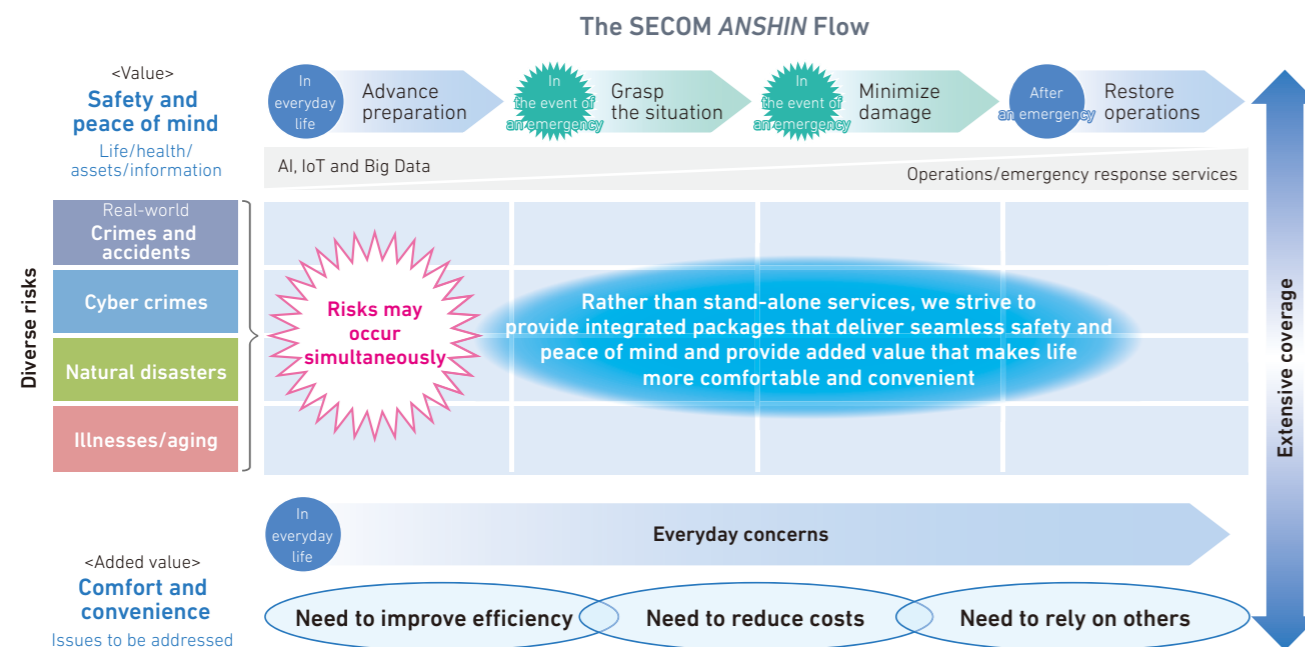 The SECOM ANSHIN Flow
<Value>
Safety and
peace of mind
Life/health/
assets/information
In
everyday
life
Advance
preparation
In
the event of
an emergency
Grasp
the situation
In
the event of
an emergency
Minimize
damage
After
an emergency
Restore
operations
AI, IoT and Big Data
Operations/emergency response services
Diverse risks
Real-world
Crimes and
accidents
Cyber crimes
Natural disasters
Illnesses/aging
Risks may
occur
simultaneously
Rather than stand-alone services, we strive to
provide integrated packages that deliver seamless safety and
peace of mind and provide added value that makes life
more comfortable and convenient
Extensive coverage
<Added value>
Comfort and
convenience
Issues to be addressed
In
everyday
life
Everyday concerns
Need to improve efficiency
Need to reduce costs
Need to rely on others